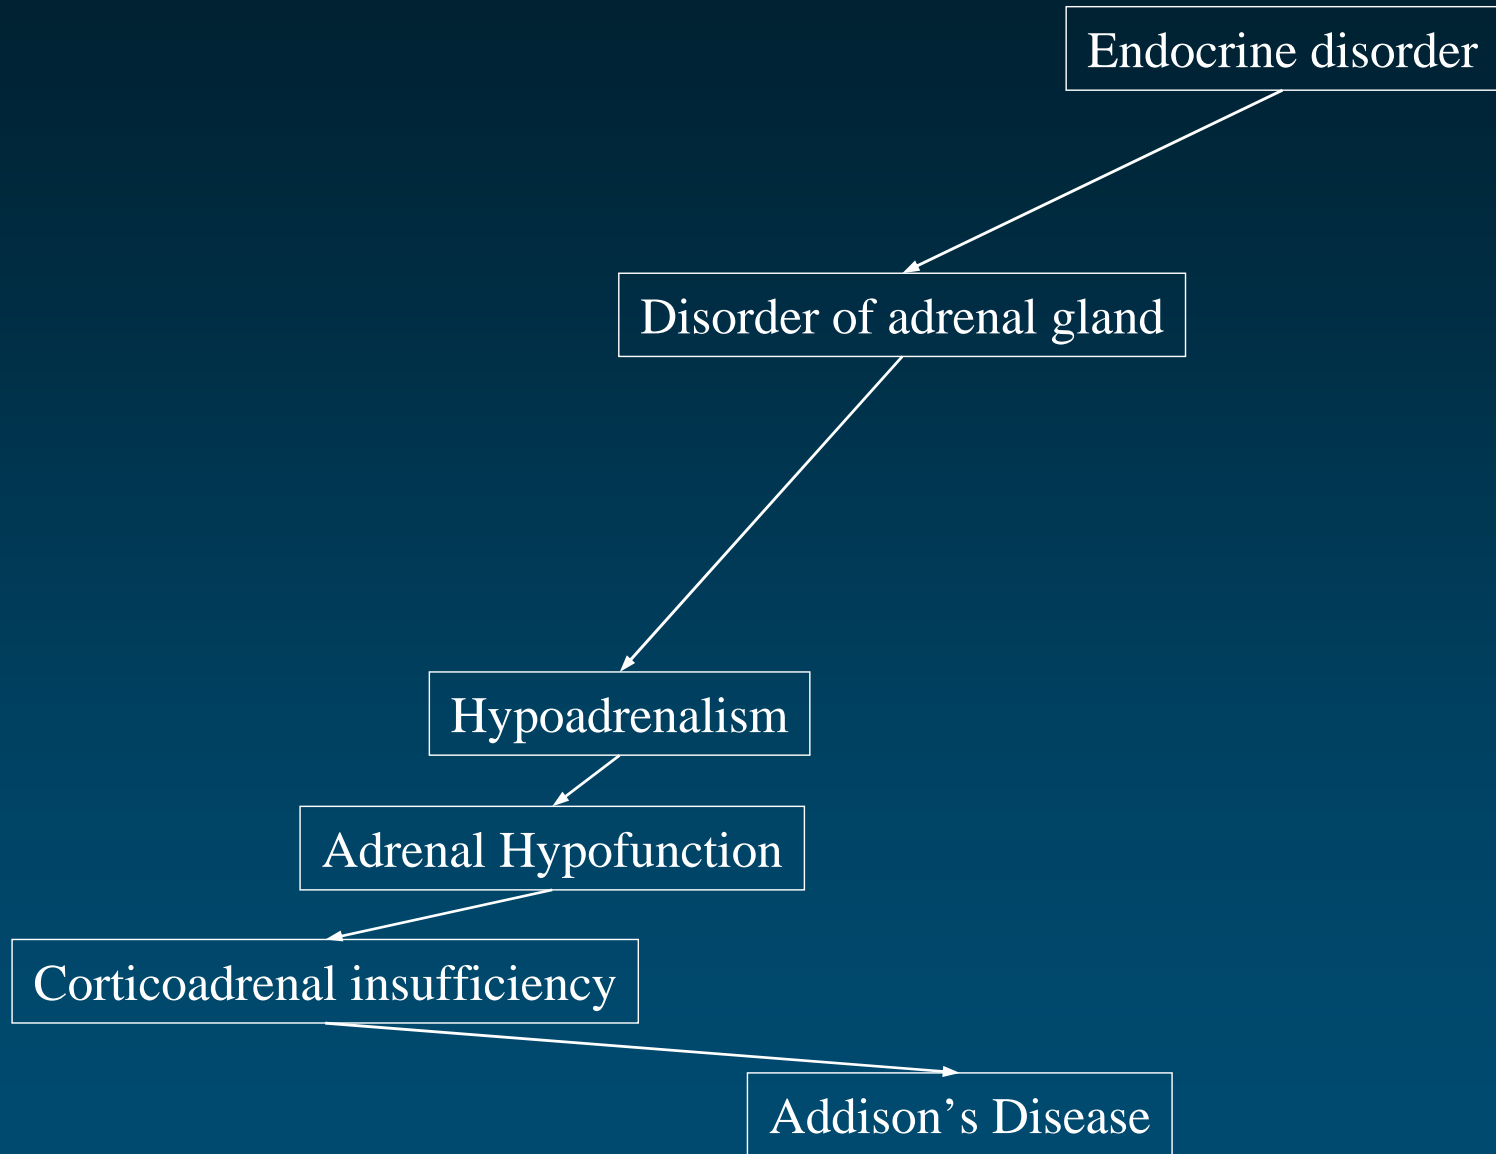 Endocrine disorder
Disorder of adrenal gland
Hypoadrenalism
Adrenal Hypofunction
Corticoadrenal insufficiency
Addison’s Disease